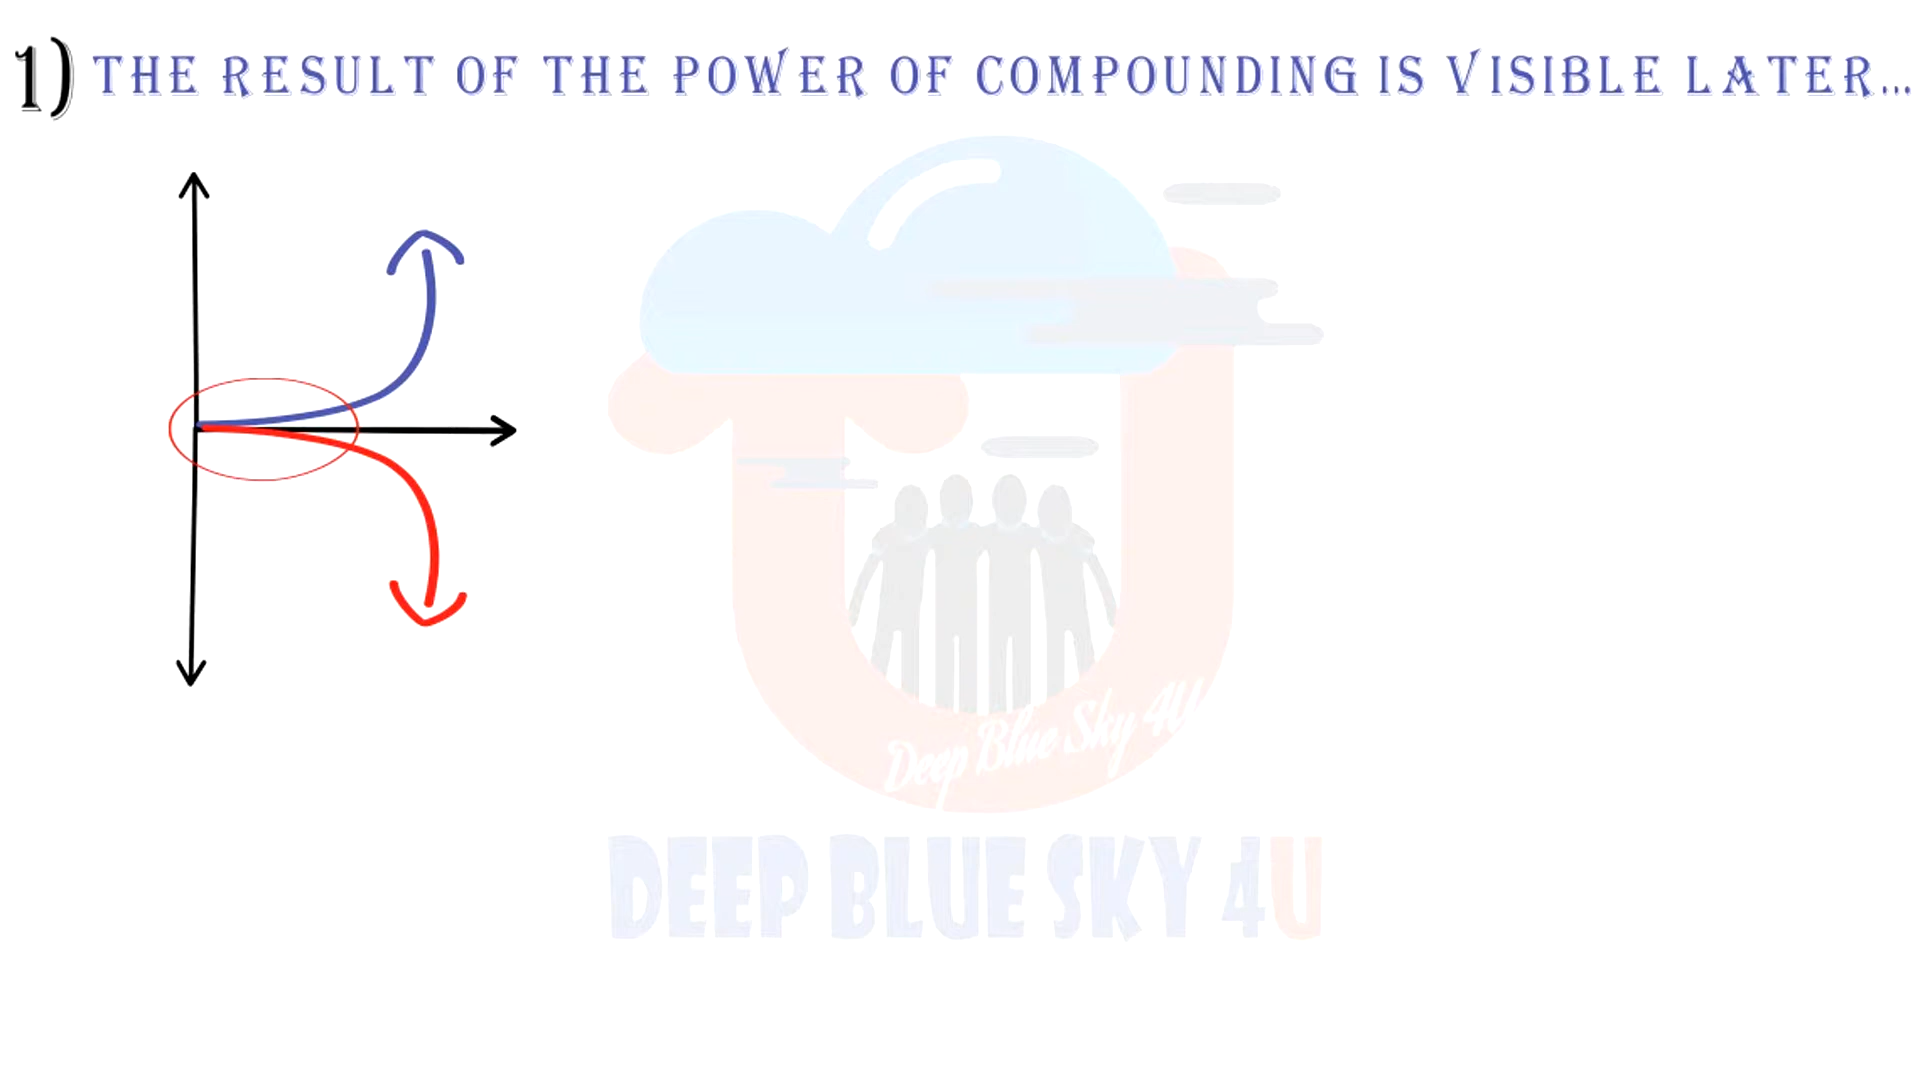 1) THE RESULT OF THE POWER OF COMPOUNDING IS VISIBLE LATER...
Deep Blue Sky 4U
DEEP BLUE SKY 4U